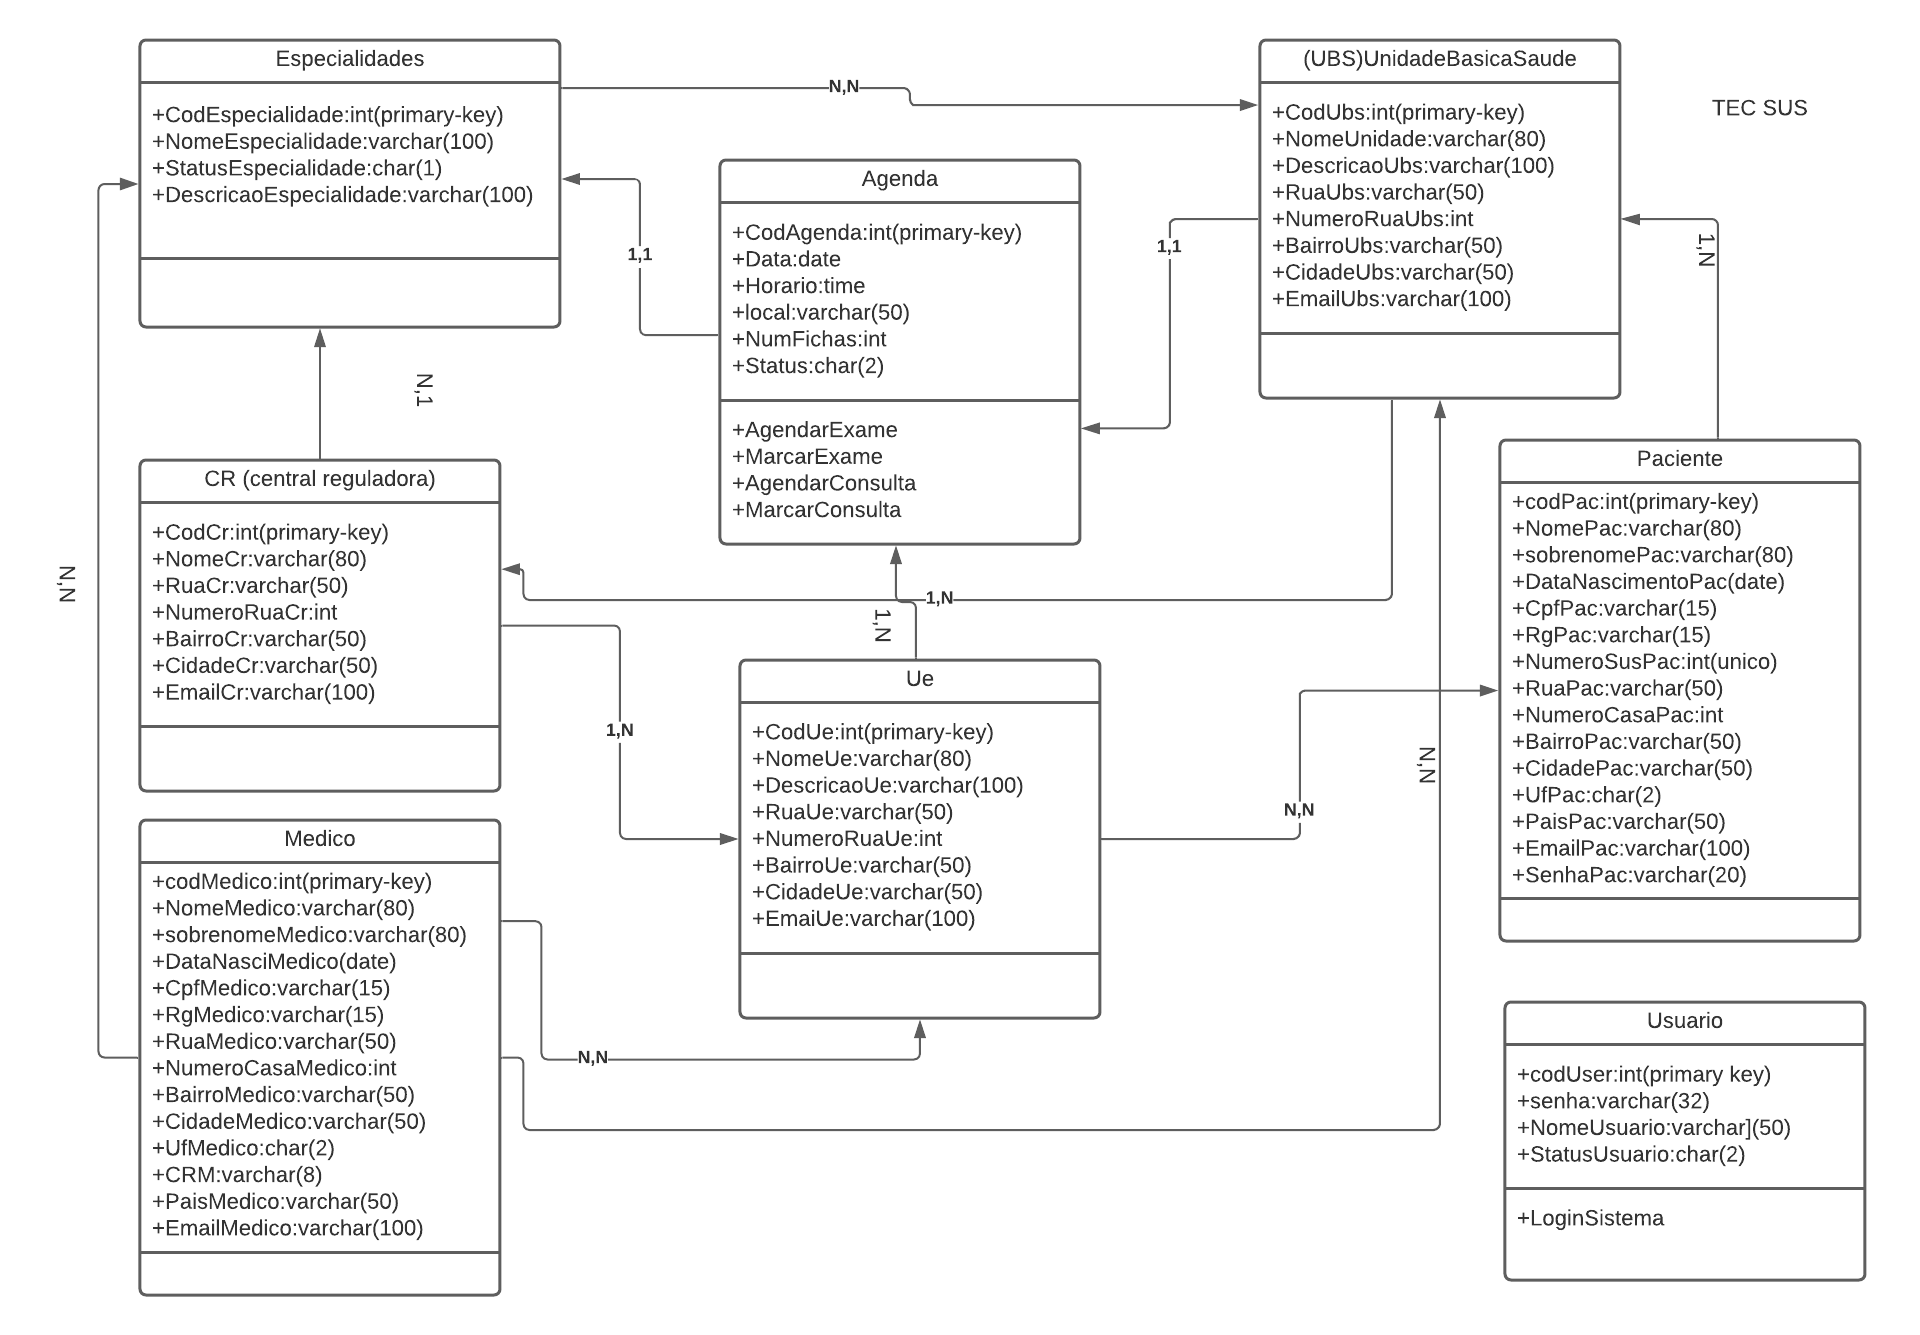 Especialidades
+CodEspecialidade:int(primary-key)
+NomeEspecialidade:varchar(100)
+StatusEspecialidade:char(1)
+DescricaoEspecialidade:varchar(100)
N,N
(UBS)UnidadeBasicaSaude
+CodUbs:int(primary-key)
+NomeUnidade:varchar(80)
+DescricaoUbs:varchar(100)
+RuaUbs:varchar(50)
+NumeroRuaUbs:int
+BairroUbs:varchar(50)
+CidadeUbs:varchar(50)
+EmailUbs:varchar(100)
TEC SUS
Agenda
+CodAgenda:int(primary-key)
+Data:date
+Horario:time
+local:varchar(50)
+NumFichas:int
+Status:char(2)
+AgendarExame
+MarcarExame
+AgendarConsulta
+MarcarConsulta
1,1
1,1
1,N
N,1
CR (central reguladora)
+CodCr:int(primary-key)
+NomeCr:varchar(80)
+RuaCr:varchar(50)
+NumeroRuaCr:int
+BairroCr:varchar(50)
+CidadeCr:varchar(50)
+EmailCr:varchar(100)
Paciente
+codPac:int(primary-key)
+NomePac:varchar(80)
+sobrenomePac:varchar(80)
+DataNascimentoPac(date)
+CpfPac:varchar(15)
+RgPac:varchar(15)
+NumeroSusPac:int(unico)
+RuaPac:varchar(50)
+NumeroCasaPac:int
+BairroPac:varchar(50)
+CidadePac:varchar(50)
+UfPac:char(2)
+PaisPac:varchar(50)
+EmailPac:varchar(100)
+SenhaPac:varchar(20)
N,N
1,N
1,N
Ue
+CodUe:int(primary-key)
+NomeUe:varchar(80)
+DescricaoUe:varchar(100)
+RuaUe:varchar(50)
+NumeroRuaUe:int
+BairroUe:varchar(50)
+CidadeUe:varchar(50)
+EmaiUe:varchar(100)
1,N
N,N
N,N
Medico
+codMedico:int(primary-key)
+NomeMedico:varchar(80)
+sobrenomeMedico:varchar(80)
+DataNasciMedico(date)
+CpfMedico:varchar(15)
+RgMedico:varchar(15)
+RuaMedico:varchar(50)
+NumeroCasaMedico:int
+BairroMedico:varchar(50)
+CidadeMedico:varchar(50)
+UfMedico:char(2)
+CRM:varchar(8)
+PaisMedico:varchar(50)
+EmailMedico:varchar(100)
N,N
Usuario
+codUser:int(primary key)
+senha:varchar(32)
+NomeUsuario:varchar](50)
+StatusUsuario:char(2)
+LoginSistema